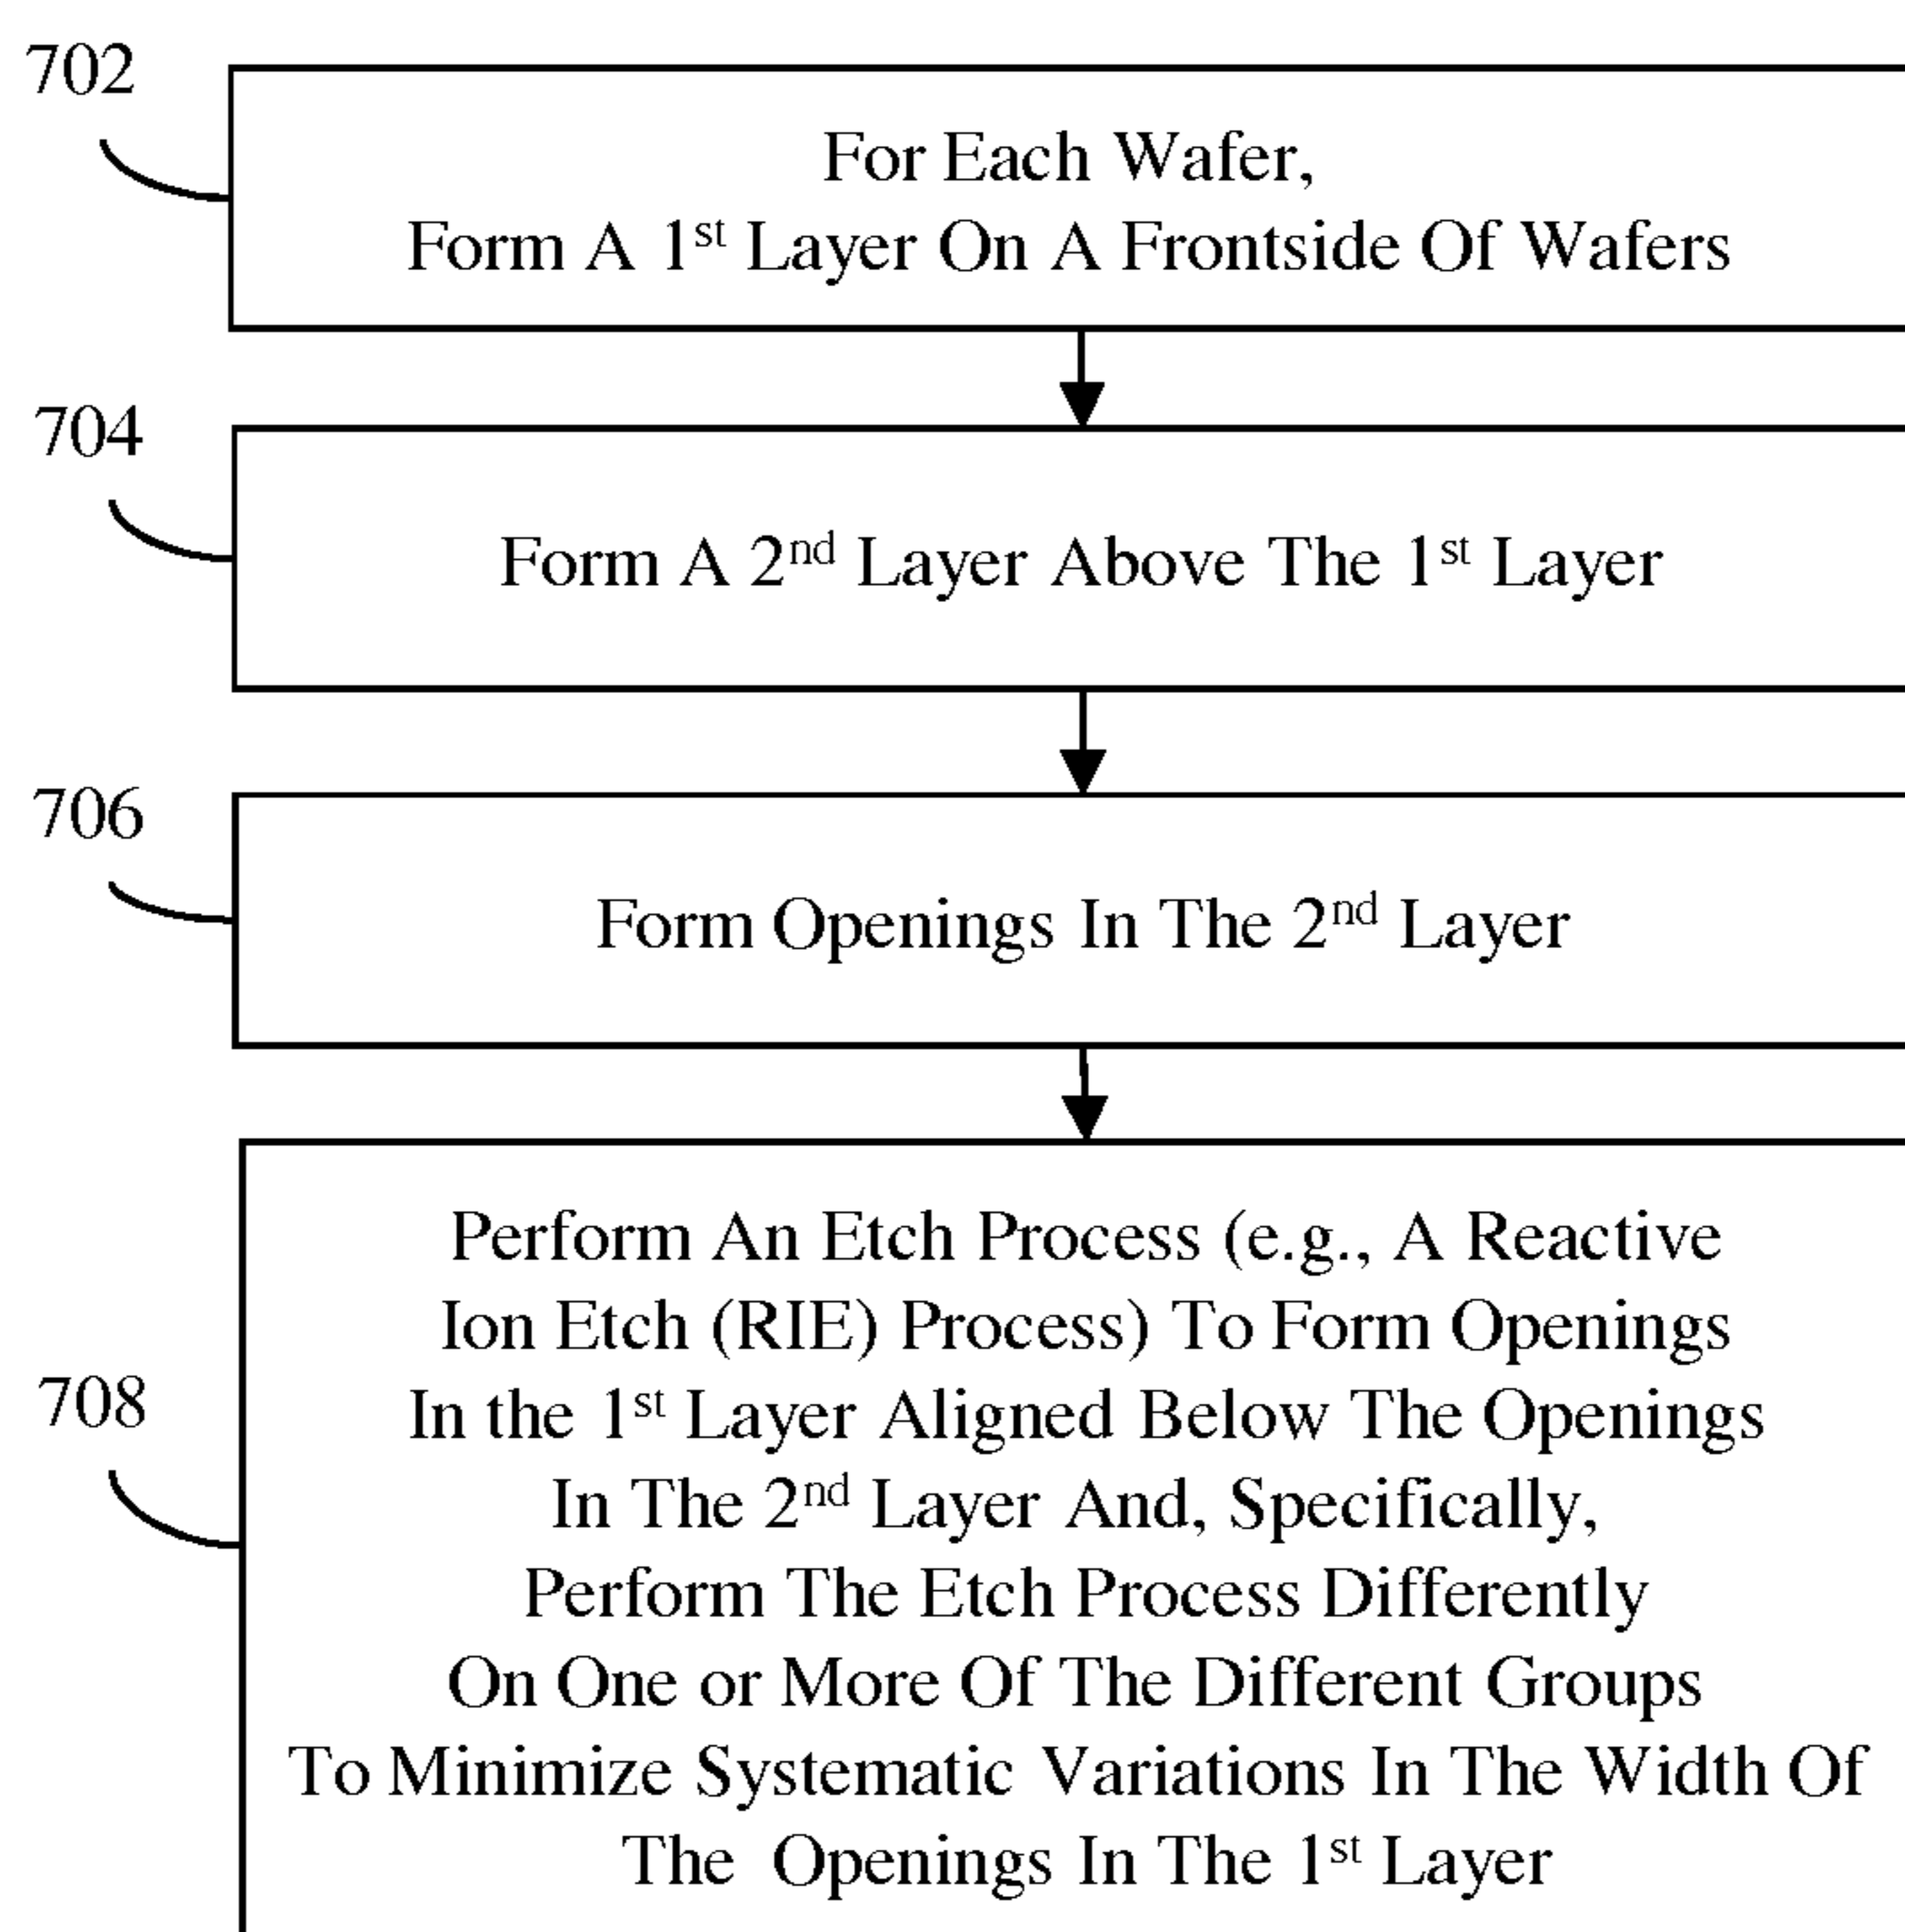 702
For Each Wafer,
Form A 1st Layer On A Frontside Of Wafers
704
Form A 2nd Layer Above The 1st Layer
706
Form Openings In The 2nd Layer
708
Perform An Etch Process (e.g., A Reactive
Ion Etch (RIE) Process) To Form Openings
In the 1st Layer Aligned Below The Openings
In The 2nd Layer And, Specifically,
Perform The Etch Process Differently
On One or More Of The Different Groups
To Minimize Systematic Variations In The Width Of
The Openings In The 1st Layer